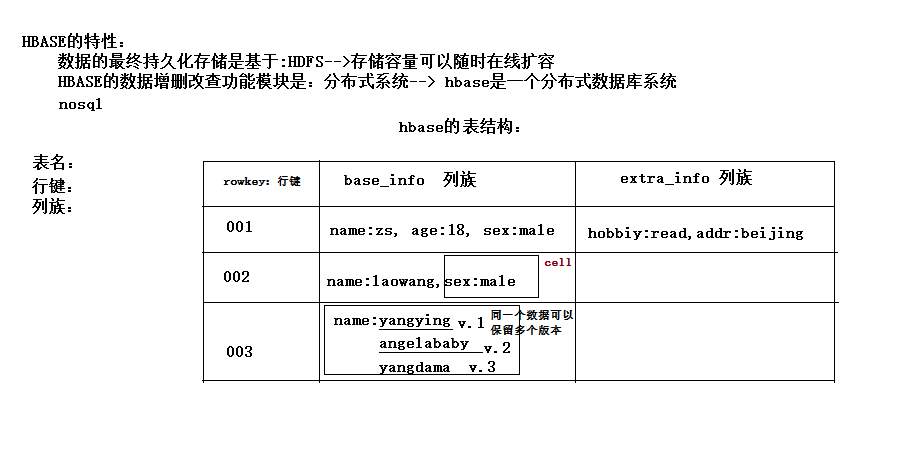 HBASE的特性：
数据的最终持久化存储是基于:HDFS-->存储容量可以随时在线扩容
HBASE的数据增删改查功能模块是：分布式系统--> hbase是一个分布式数据库系统
nosql
hbase的表结构：
表名：
行键：
列族：
rowkey：行键 base_info 列族 extra_info 列族
001 name:zs, age:18, sex:male hobbiy:read,addr:beijing
002 name:laowang,sex:male cell
003 name:yangying v.1 同一个数据可以
保留多个版本
angelababy v.2
yangdama v.3